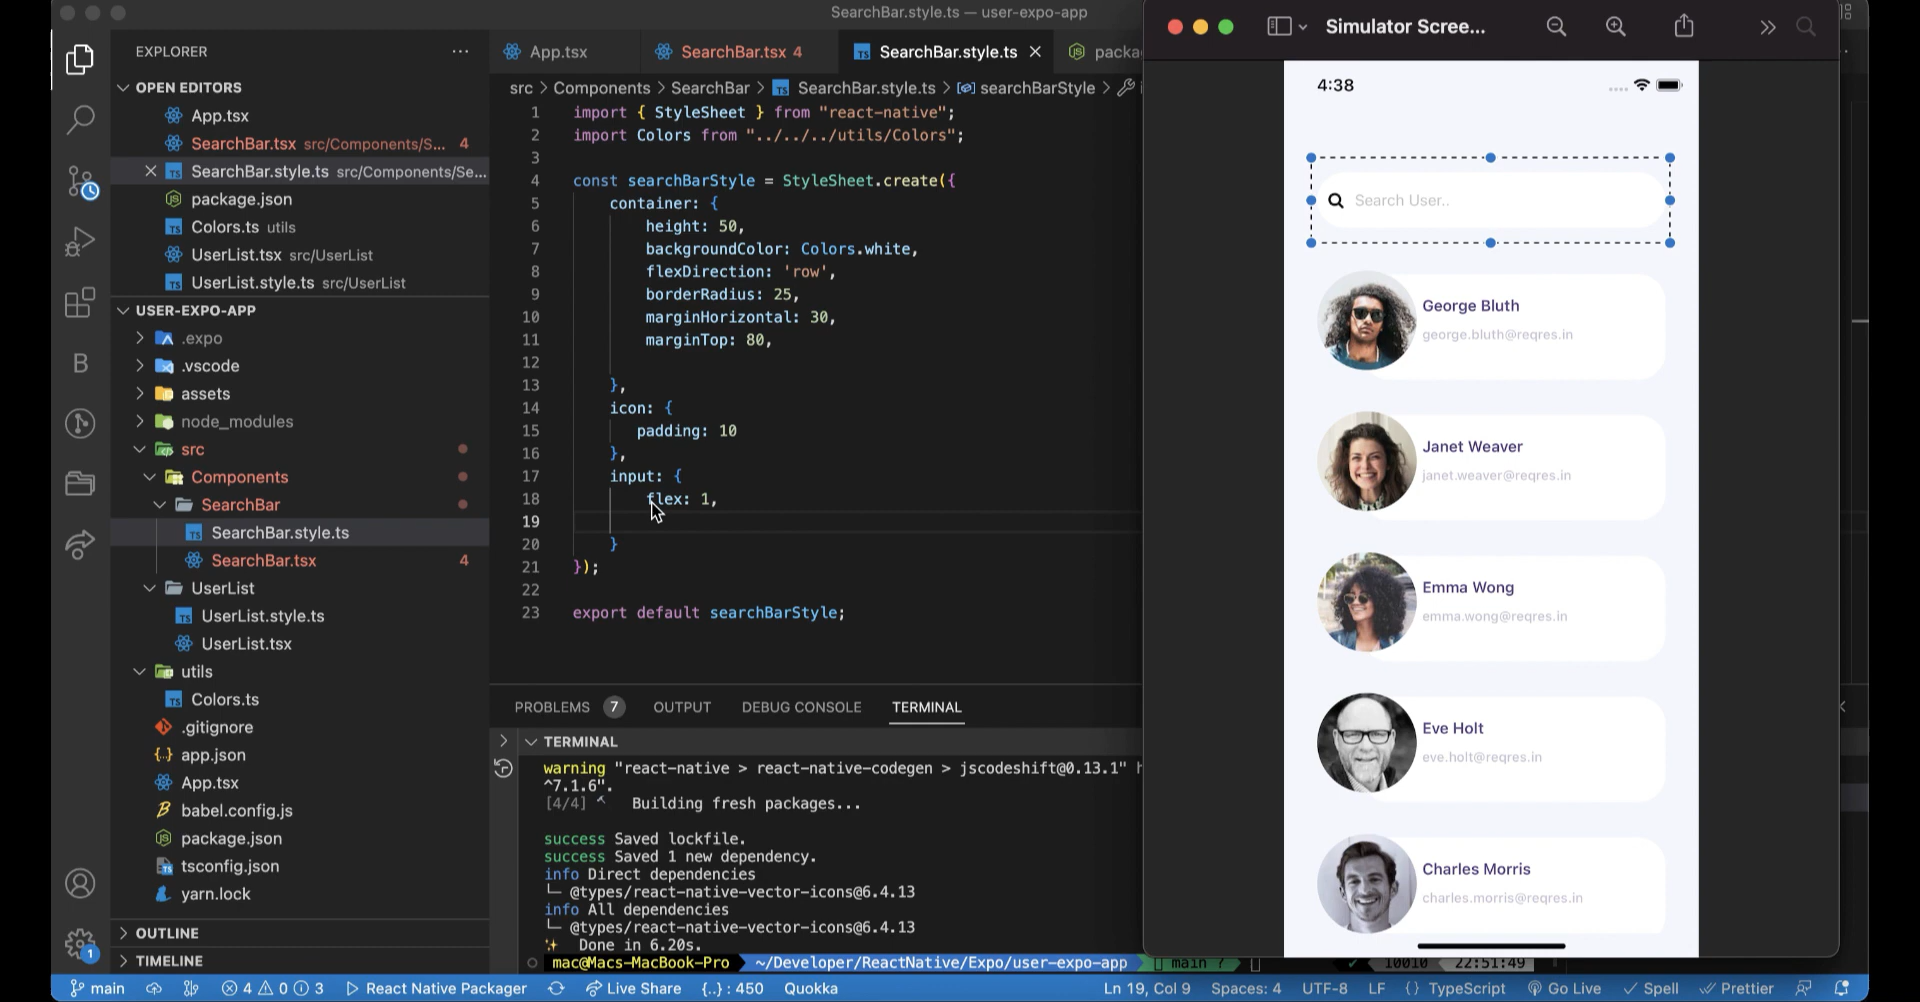 SearchBar.style.ts — user-expo-app
EXPLORER
OPEN EDITORS
App.tsx
SearchBar.tsx src/Components/S... 4
SearchBar.style.ts src/Components/Se...
package.json
Colors.ts utils
UserList.tsx src/UserList
UserList.style.ts src/UserList
USER-EXPO-APP
.expo
.vscode
assets
node_modules
src
Components
SearchBar
SearchBar.style.ts
SearchBar.tsx 4
UserList
UserList.style.ts
UserList.tsx
utils
Colors.ts
.gitignore
app.json
App.tsx
babel.config.js
package.json
tsconfig.json
yarn.lock
OUTLINE
TIMELINE
App.tsx SearchBar.tsx 4 SearchBar.style.ts packa
src > Components > SearchBar > TS SearchBar.style.ts > searchBarStyle >
1 import { StyleSheet } from "react-native";
2 import Colors from "../../../utils/Colors";
3
4 const searchBarStyle = StyleSheet.create({
5 container: {
6 height: 50,
7 backgroundColor: Colors.white,
8 flexDirection: 'row',
9 borderRadius: 25,
10 marginHorizontal: 30,
11 marginTop: 80,
12
13 },
14 icon: {
15 padding: 10
16 },
17 input: {
18 flex: 1,
19
20 }
21 });
22
23 export default searchBarStyle;
PROBLEMS 7 OUTPUT DEBUG CONSOLE TERMINAL
TERMINAL
warning "react-native > react-native-codegen > jscodeshift@0.13.1" h
^7.1.6".
[4/4] Building fresh packages...
success Saved lockfile.
success Saved 1 new dependency.
info Direct dependencies
└─ @types/react-native-vector-icons@6.4.13
info All dependencies
└─ @types/react-native-vector-icons@6.4.13
Done in 6.20s.
mac@Macs-MacBook-Pro ~/Developer/ReactNative/Expo/user-expo-app main ? 10010 22:51:49
Simulator Scree...
4:38
Search User..
George Bluth
george.bluth@reqres.in
Janet Weaver
janet.weaver@reqres.in
Emma Wong
emma.wong@reqres.in
Eve Holt
eve.holt@reqres.in
Charles Morris
charles.morris@reqres.in
main 4 0 3 React Native Packager Live Share {..} : 450 Quokka Ln 19, Col 9 Spaces: 4 UTF-8 LF {} TypeScript Go Live Spell Prettier